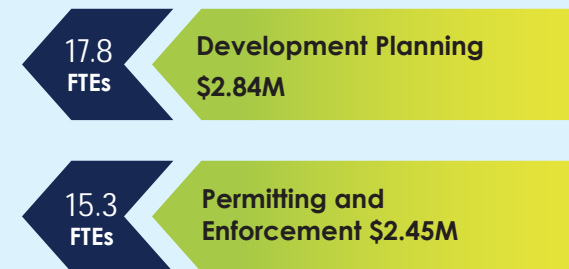 17.8
FTEs
Development Planning
$2.84M
15.3
FTEs
Permitting and
Enforcement $2.45M